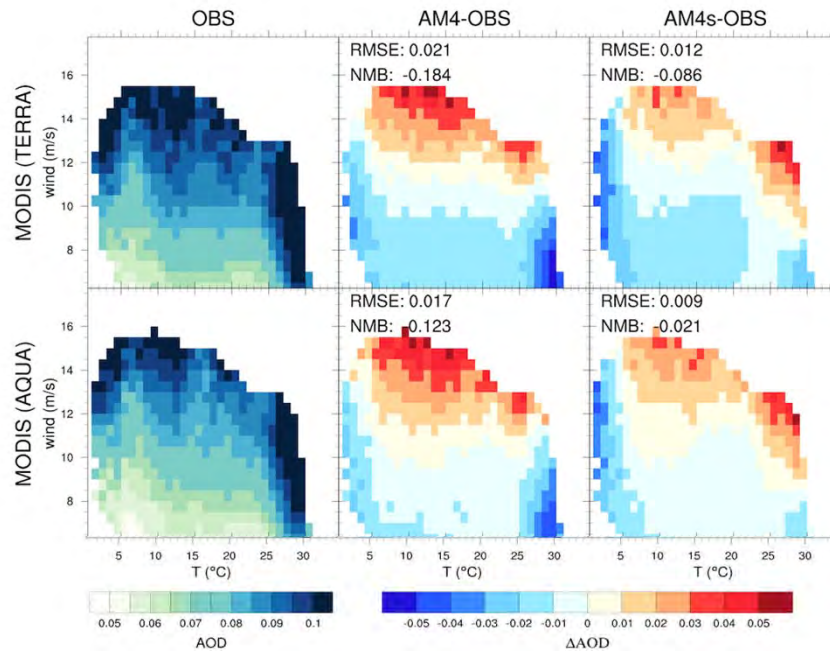 OBS AM4-OBS AM4s-OBS
RMSE: 0.021 RMSE: 0.012
NMB: -0.184 NMB: -0.086
MODIS (TERRA)
wind (m/s)
16
14
12
10
8
RMSE: 0.017 RMSE: 0.009
NMB: -0.123 NMB: -0.021
MODIS (AQUA)
wind (m/s)
16
14
12
10
8
5 10 15 20 25 30 5 10 15 20 25 30 5 10 15 20 25 30
T (°C) T (°C) T (°C)
0.05 0.06 0.07 0.08 0.09 0.1 -0.05 -0.04 -0.03 -0.02 -0.01 0 0.01 0.02 0.03 0.04 0.05
AOD ΔAOD